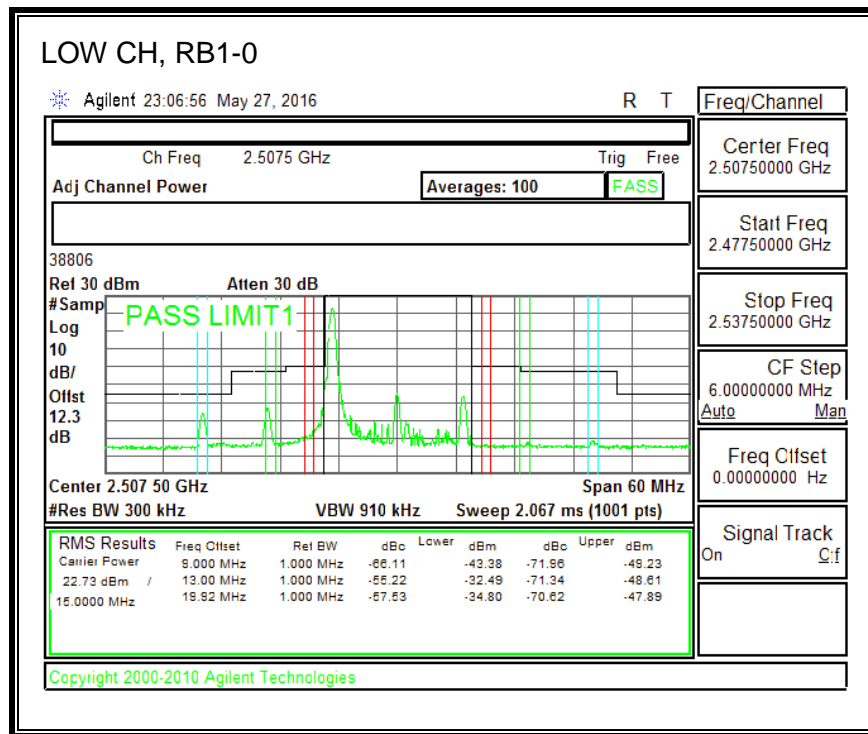 LOW CH, RB1-0
Agilent 23:06:56 May 27, 2016
R T
Freq/Channel
Ch Freq 2.5075 GHz
Trig Free
Adj Channel Power
Averages: 100
PASS
38806
Ref 30 dBm
Atten 30 dB
#Samp
Log
10
dB/
Offst
12.3
dB
PASS LIMIT1
Center 2.507 50 GHz
Span 60 MHz
#Res BW 300 kHz
VBW 910 kHz
Sweep 2.067 ms (1001 pts)
RMS Results Freq Offset Ref BW dBc Lower dBm dBc Upper dBm
Carrier Power 9.000 MHz 1.000 MHz -66.11 -43.38 -71.96 -49.23
22.73 dBm / 13.00 MHz 1.000 MHz -55.22 -32.49 -71.34 -48.61
15.0000 MHz 19.92 MHz 1.000 MHz -57.53 -34.80 -70.62 -47.89
Center Freq
2.50750000 GHz
Start Freq
2.47750000 GHz
Stop Freq
2.53750000 GHz
CF Step
6.00000000 MHz
Auto Man
Freq Offset
0.00000000 Hz
Signal Track
On Off
Copyright 2000-2010 Agilent Technologies